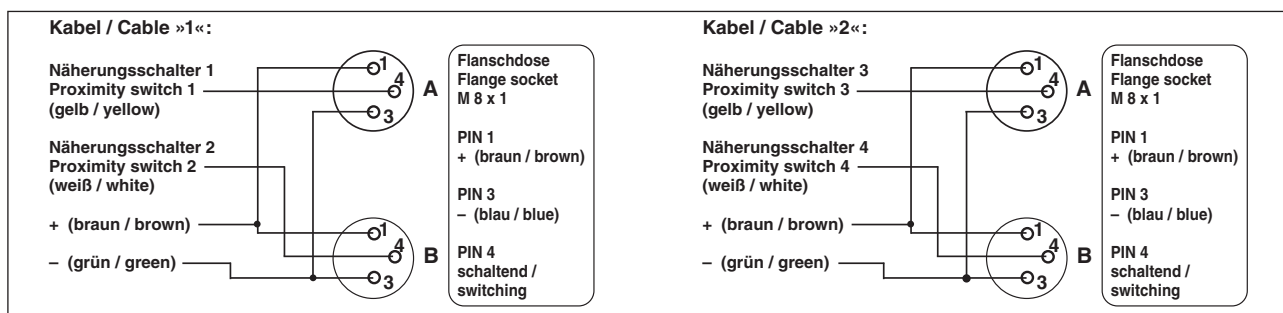 Kabel / Cable »1«:
Näherungsschalter 1
Proximity switch 1
(gelb / yellow)
Näherungsschalter 2
Proximity switch 2
(weiß / white)
+ (braun / brown)
– (grün / green)
1
4
3
A
1
4
3
B
Flanschdose
Flange socket
M 8 x 1
PIN 1
+ (braun / brown)
PIN 3
– (blau / blue)
PIN 4
schaltend /
switching
Kabel / Cable »2«:
Näherungsschalter 3
Proximity switch 3
(gelb / yellow)
Näherungsschalter 4
Proximity switch 4
(weiß / white)
+ (braun / brown)
– (grün / green)
1
4
3
A
1
4
3
B
Flanschdose
Flange socket
M 8 x 1
PIN 1
+ (braun / brown)
PIN 3
– (blau / blue)
PIN 4
schaltend /
switching